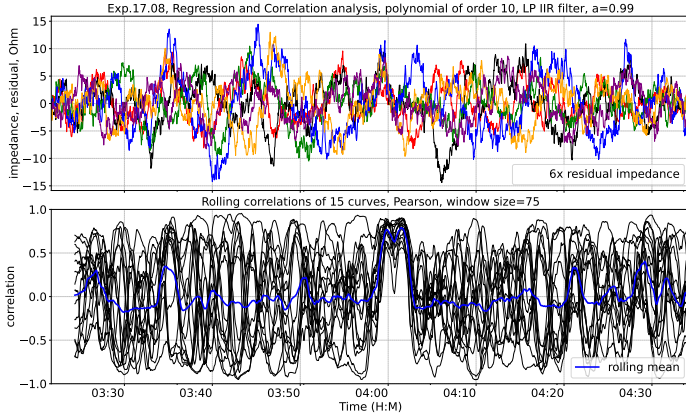 Exp.17.08, Regression and Correlation analysis, polynomial of order 10, LP IIR filter, a=0.99
impedance, residual, Ohm
15
10
5
0
−5
−10
−15
6x residual impedance
Rolling correlations of 15 curves, Pearson, window size=75
correlation
1.0
0.5
0.0
−0.5
−1.0
rolling mean
03:30 03:40 03:50 04:00 04:10 04:20 04:30
Time (H:M)